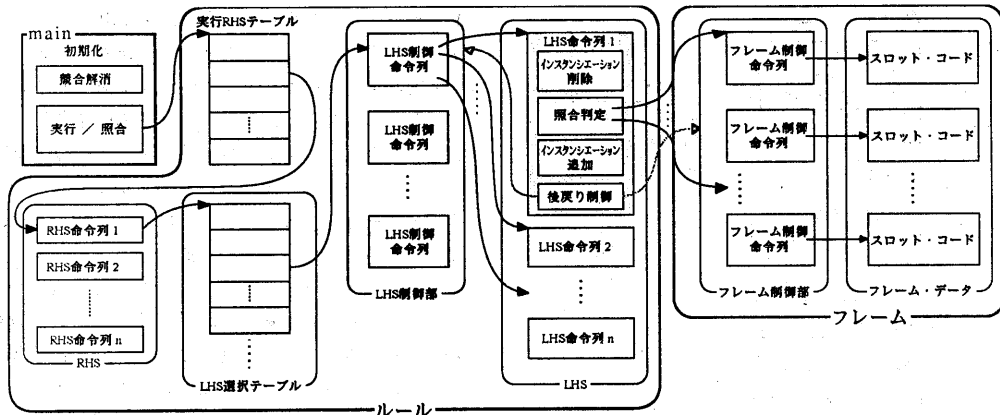 main
初期化
競合解消
実行 / 照合
実行RHSテーブル
RHS命令列 1
RHS命令列 2
RHS命令列 n
RHS
LHS選択テーブル
LHS制御
命令列
LHS制御
命令列
LHS制御
命令列
LHS制御部
LHS命令列 1
インスタンシエーション
削除
照合判定
インスタンシエーション
追加
後戻り制御
LHS命令列 2
LHS命令列 n
LHS
ルール
フレーム制御
命令列
フレーム制御
命令列
フレーム制御
命令列
フレーム制御部
スロット・コード
スロット・コード
スロット・コード
フレーム・データ
フレーム